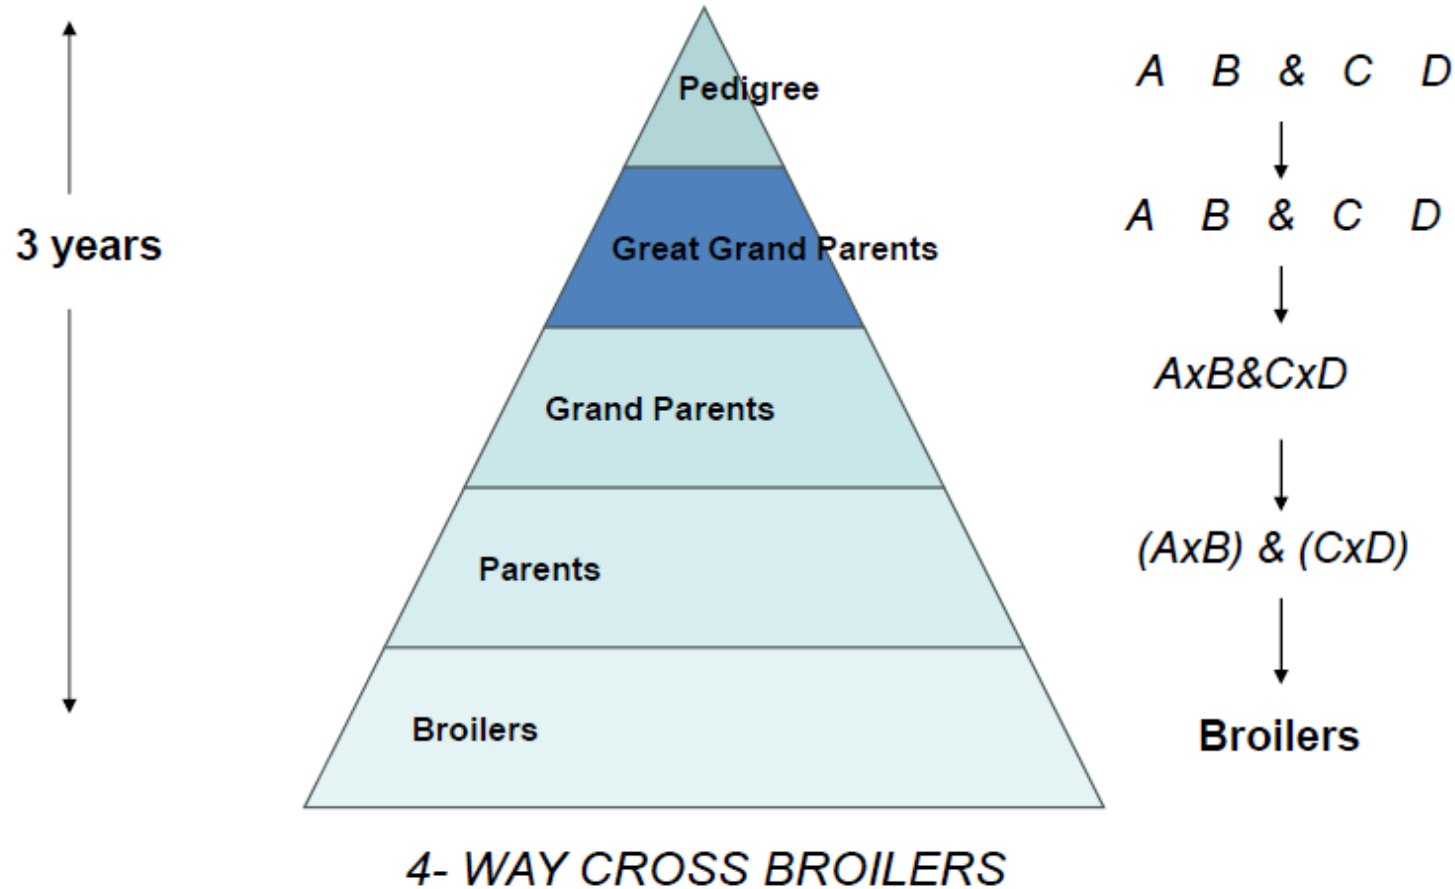 Pedigree
A B & C D
A B & C D
3 years
Great Grand Parents
AxB&CxD
Grand Parents
(AxB) & (CxD)
Parents
Broilers
Broilers
4- WAY CROSS BROILERS